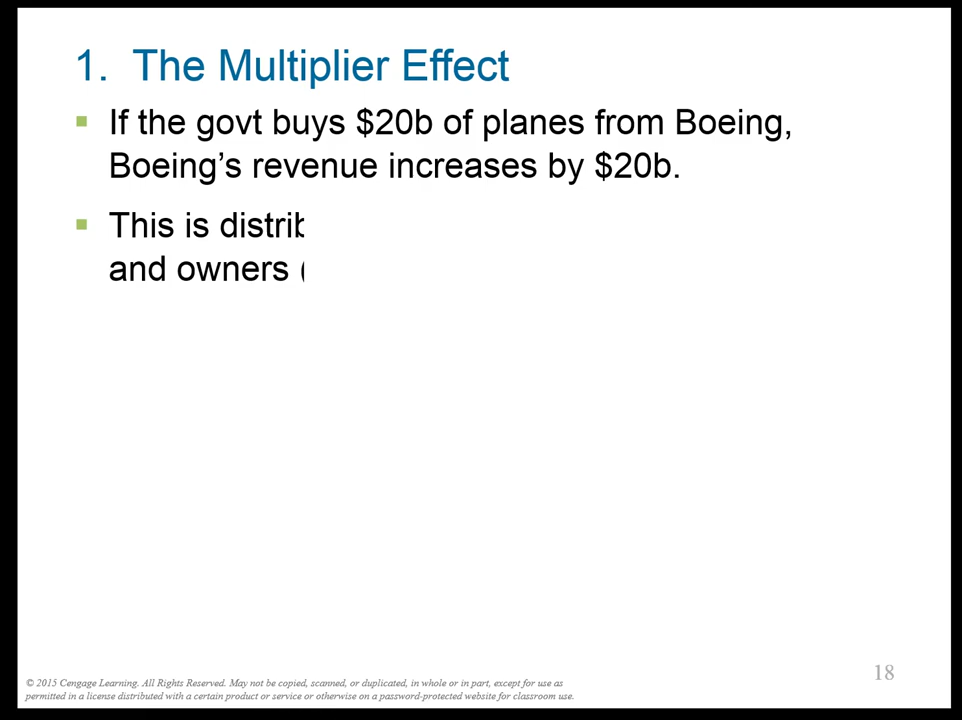 1. The Multiplier Effect
▪ If the govt buys $20b of planes from Boeing,
Boeing's revenue increases by $20b.
▪ This is
and owners
18
© 2015 Cengage Learning. All Rights Reserved. May not be copied, scanned, or duplicated, in whole or in part, except for use as
permitted in a license distributed with a certain product or service or otherwise on a password-protected website for classroom use.